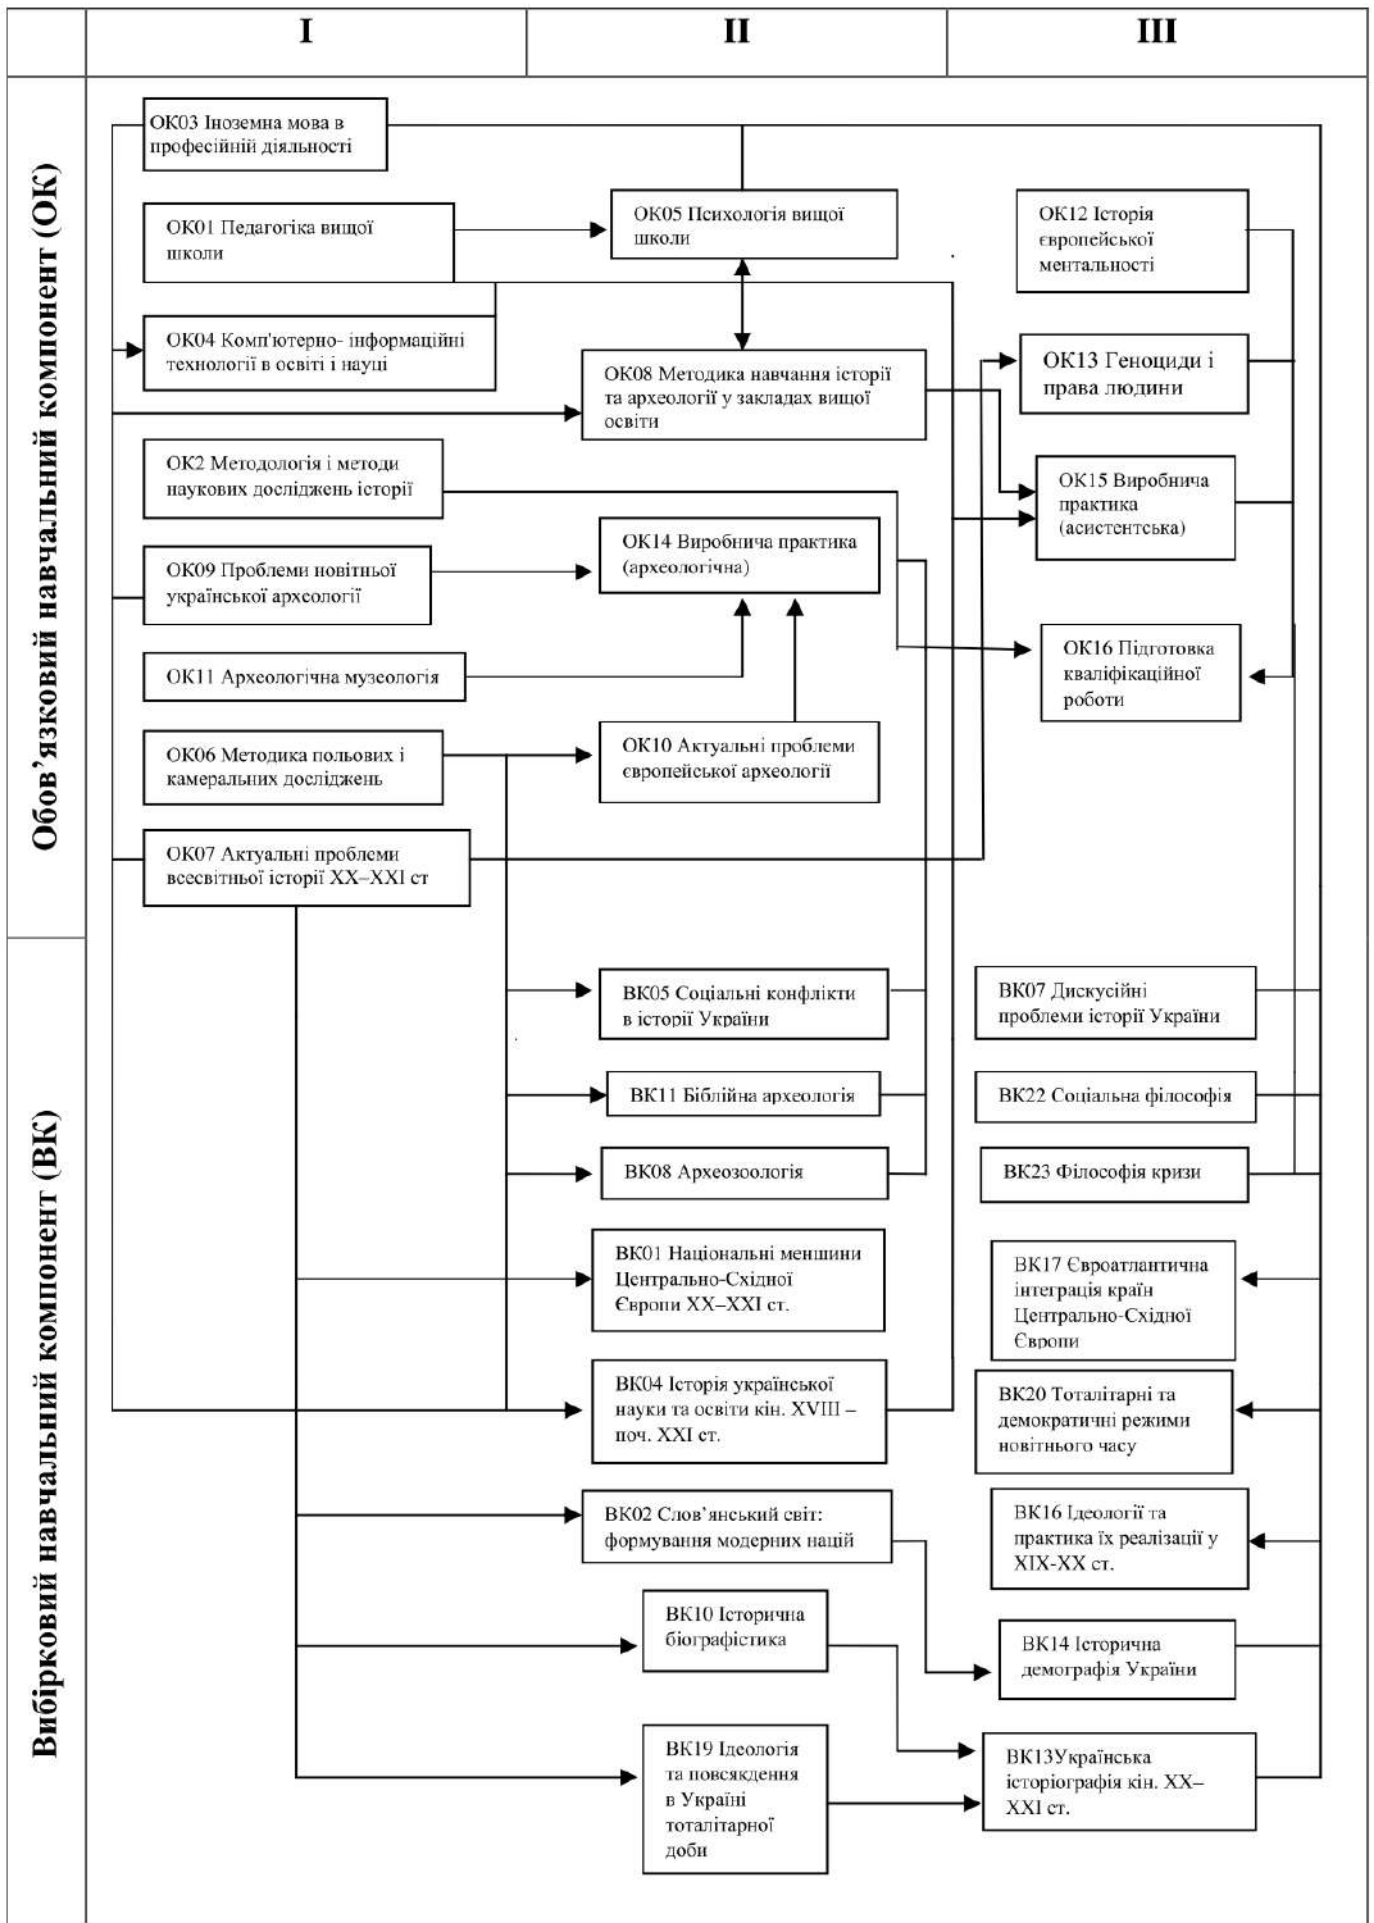 I
II
III
Обов’язковий навчальний компонент (ОК)
ОК03 Іноземна мова в
професійній діяльності
ОК01 Педагогіка вищої
школи
ОК04 Комп'ютерно- інформаційні
технології в освіті і науці
ОК2 Методологія і методи
наукових досліджень історії
ОК09 Проблеми новітньої
української археології
ОК11 Археологічна музеологія
ОК06 Методика польових і
камеральних досліджень
ОК07 Актуальні проблеми
всесвітньої історії ХХ–ХХІ ст
ОК05 Психологія вищої
школи
ОК08 Методика навчання історії
та археології у закладах вищої
освіти
ОК14 Виробнича практика
(археологічна)
ОК10 Актуальні проблеми
європейської археології
ОК12 Історія
європейської
ментальності
ОК13 Геноциди і
права людини
ОК15 Виробнича
практика
(асистентська)
ОК16 Підготовка
кваліфікаційної
роботи
Вибірковий навчальний компонент (ВК)
ВК05 Соціальні конфлікти
в історії України
ВК11 Біблійна археологія
ВК08 Археозоологія
ВК01 Національні меншини
Центрально-Східної
Європи ХХ–ХХІ ст.
ВК04 Історія української
науки та освіти кін. XVIII –
поч. ХХІ ст.
ВК02 Слов’янський світ:
формування модерних націй
ВК10 Історична
біографістика
ВК19 Ідеологія
та повсякдення
в Україні
тоталітарної
доби
ВК07 Дискусійні
проблеми історії України
ВК22 Соціальна філософія
ВК23 Філософія кризи
ВК17 Євроатлантична
інтеграція країн
Центрально-Східної
Європи
ВК20 Тоталітарні та
демократичні режими
новітнього часу
ВК16 Ідеології та
практика їх реалізації у
ХІХ-ХХ ст.
ВК14 Історична
демографія України
ВК13Українська
історіографія кін. ХХ–
ХХІ ст.